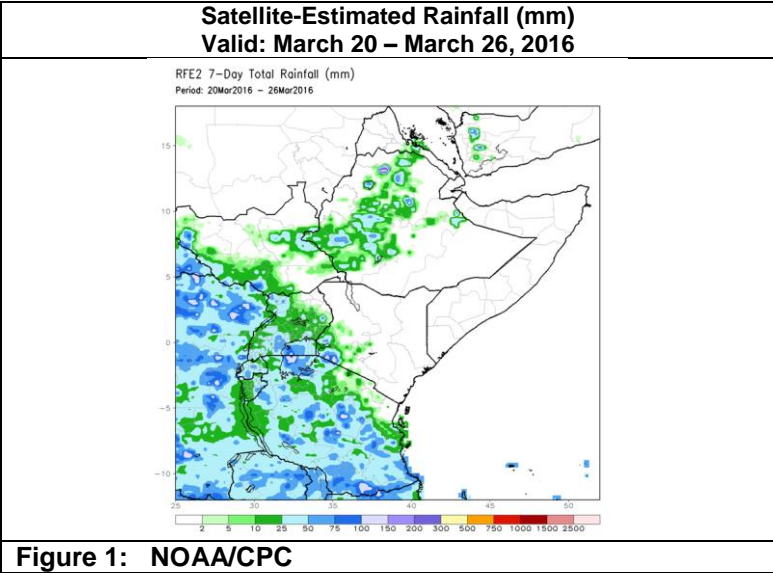 Satellite-Estimated Rainfall (mm)
Valid: March 20 – March 26, 2016
RFE2 7-Day Total Rainfall (mm)
Period: 20Mar2016 – 26Mar2016
15
10
5
0
-5
-10
25 30 35 40 45 50
2 5 10 25 50 75 100 150 200 300 500 750 1000 1500 2500
Figure 1: NOAA/CPC